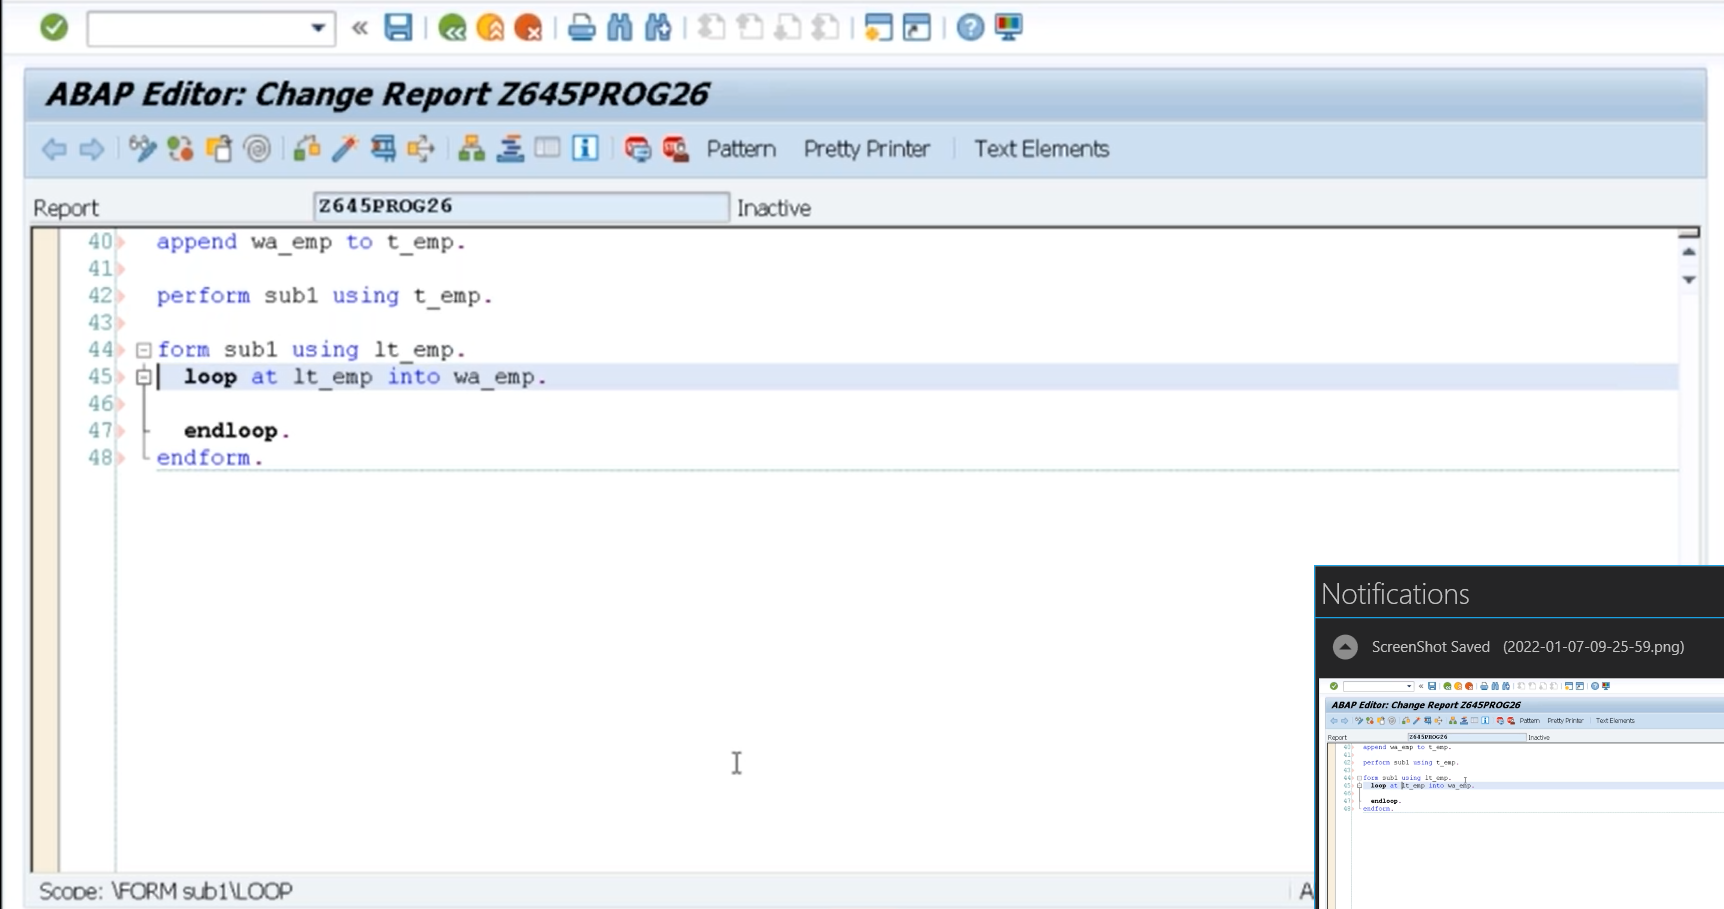 ABAP Editor: Change Report Z645PROG26
Pattern Pretty Printer Text Elements
Report Z645PROG26 Inactive
40 append wa_emp to t_emp.
41
42 perform sub1 using t_emp.
43
44 form sub1 using lt_emp.
45 loop at lt_emp into wa_emp.
46
47 endloop.
48 endform.
Scope: \FORM sub1\LOOP
A
Notifications
ScreenShot Saved (2022-01-07-09-25-59.png)
ABAP Editor: Change Report Z645PROG26
Pattern Pretty Printer Text Elements
Report Z645PROG26 Inactive
40 append wa_emp to t_emp.
41
42 perform sub1 using t_emp.
43
44 form sub1 using lt_emp.
45 loop at lt_emp into wa_emp.
46
47 endloop.
48 endform.